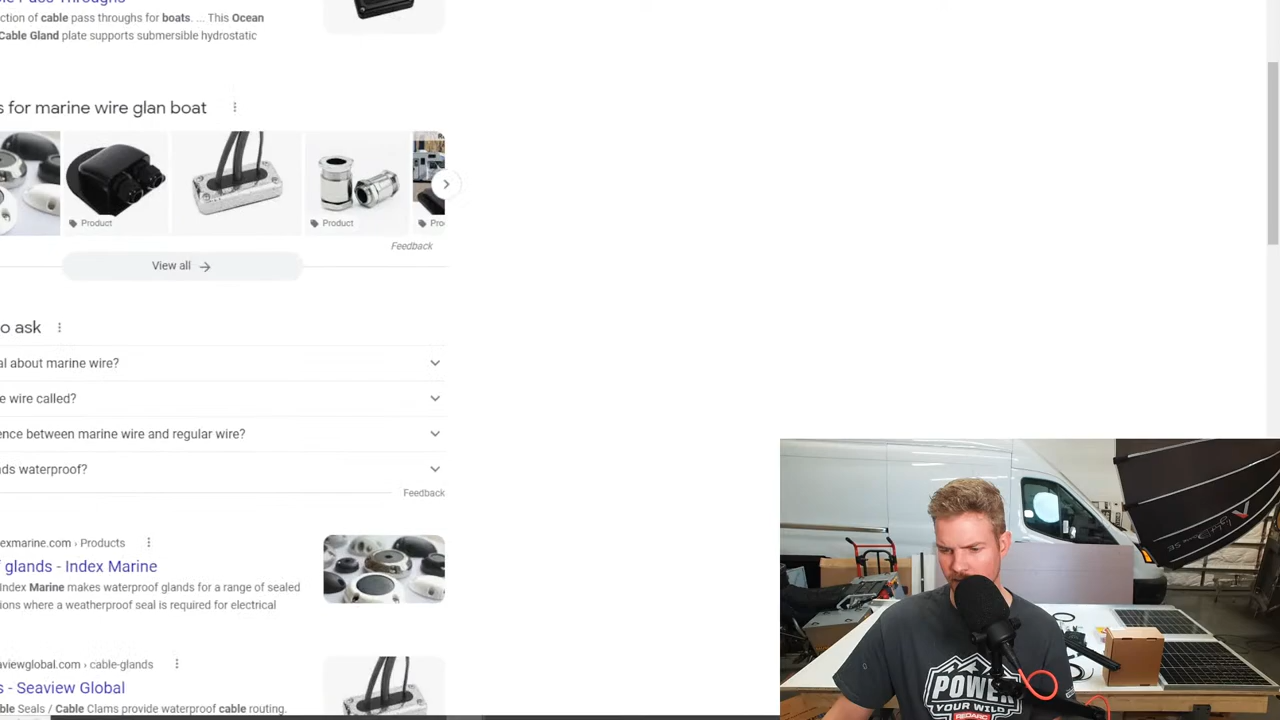 ction of cable pass throughs for boats. ... This Ocean
Cable Gland plate supports submersible hydrostatic
s for marine wire glan boat
Product
Product
Pro
Feedback
View all
o ask
al about marine wire?
e wire called?
ence between marine wire and regular wire?
ds waterproof?
Feedback
exmarine.com › Products
f glands - Index Marine
Index Marine makes waterproof glands for a range of sealed
ions where a weatherproof seal is required for electrical
aviewglobal.com › cable-glands
s - Seaview Global
ble Seals / Cable Clams provide waterproof cable routing.
POWER
YOUR WILD
REDARC